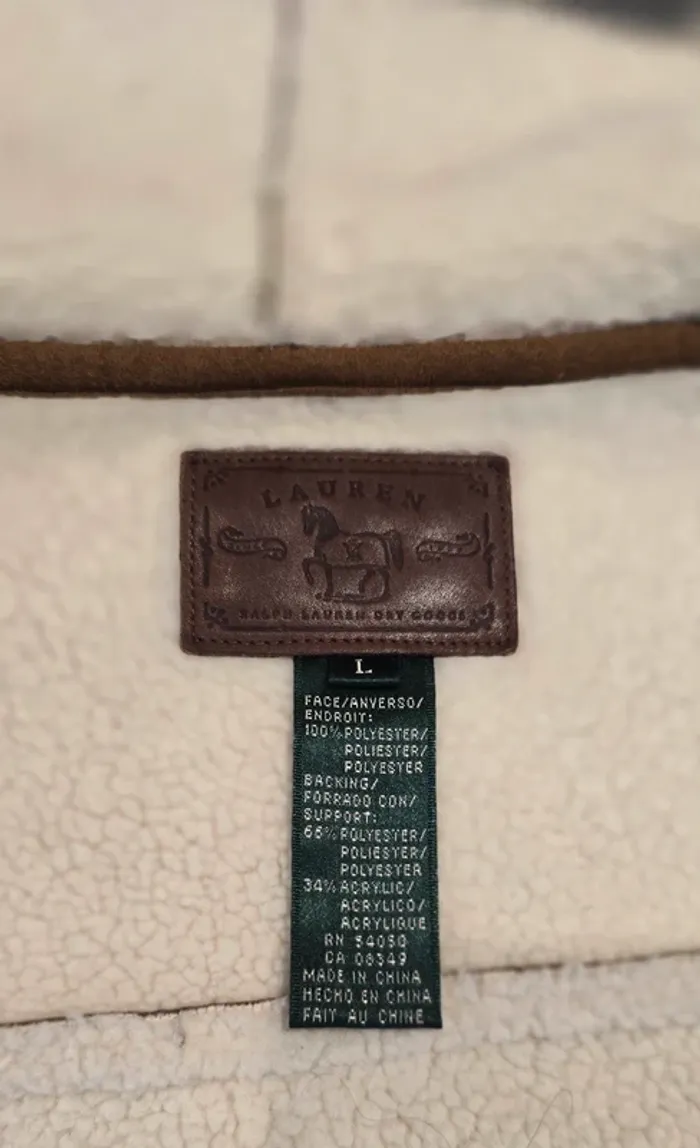 LAUREN
RALPH LAUREN DRY GOODS
L
FACE/ANVERSO/
ENDROIT:
100% POLYESTER/
POLIESTER/
POLYESTER
BACKING/
FORRADO CON/
SUPPORT:
66% POLYESTER/
POLIESTER/
POLYESTER
34% ACRYLIC/
ACRYLICO/
ACRYLIQUE
RN 54050
CA 08349
MADE IN CHINA
HECHO EN CHINA
FAIT AU CHINE